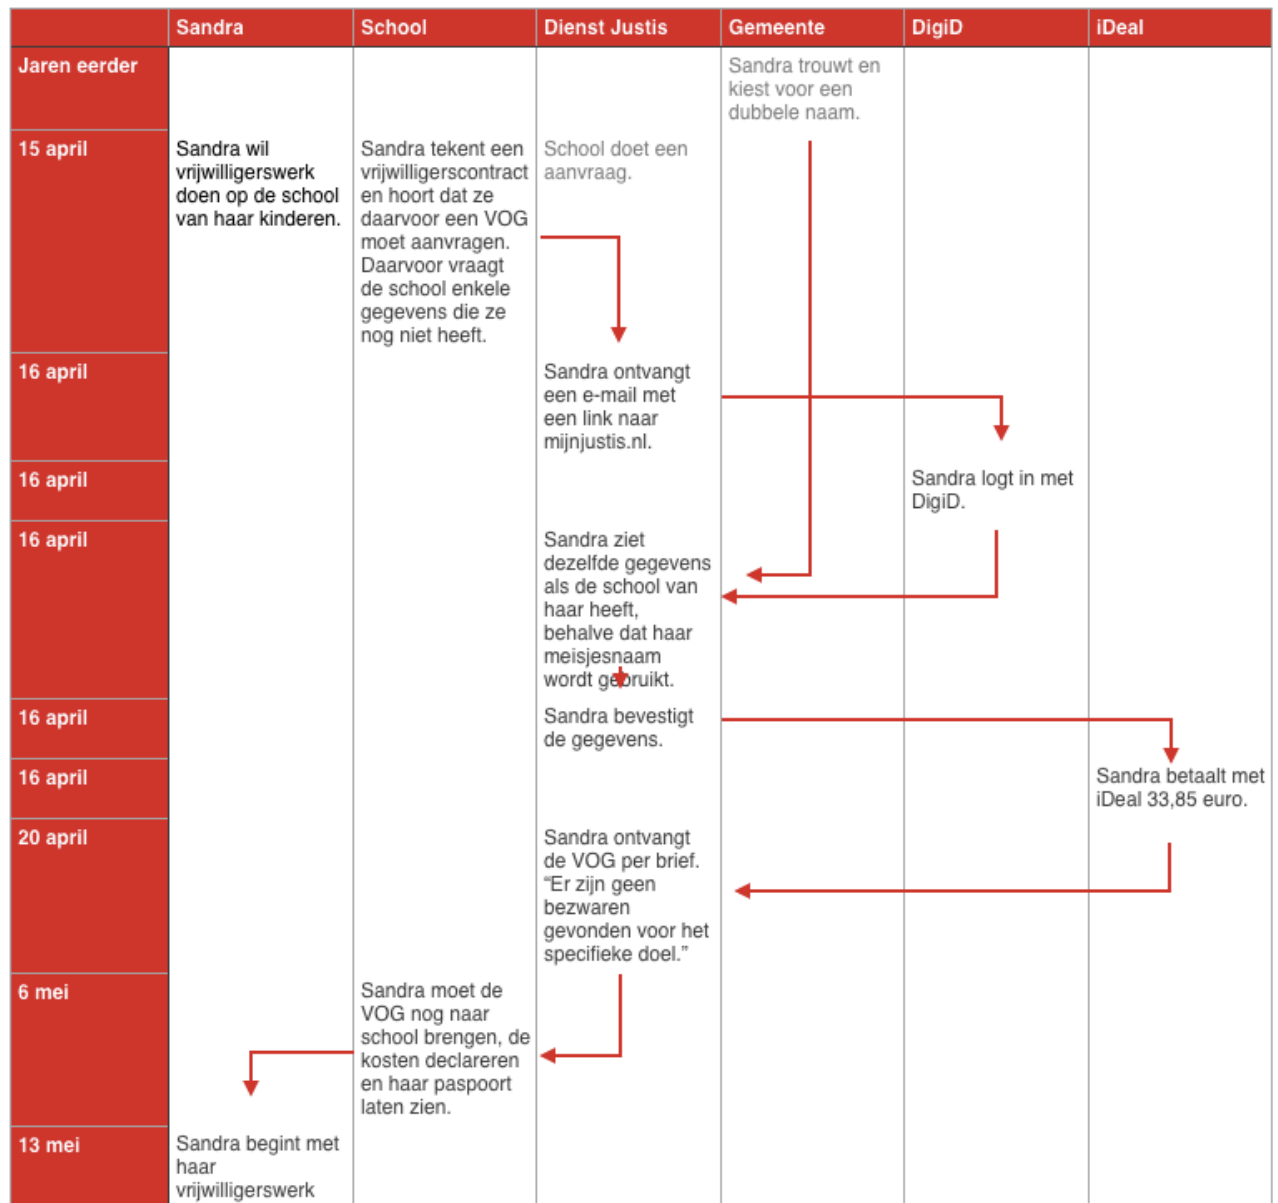 Sandra
School
Dienst Justis
Gemeente
DigiD
iDeal
Jaren eerder
Sandra trouwt en
kiest voor een
dubbele naam.
15 april
Sandra wil
vrijwilligerswerk
doen op de school
van haar kinderen.
Sandra tekent een
vrijwilligerscontract
en hoort dat ze
daarvoor een VOG
moet aanvragen.
Daarvoor vraagt
de school enkele
gegevens die ze
nog niet heeft.
School doet een
aanvraag.
16 april
Sandra ontvangt
een e-mail met
een link naar
mijnjustis.nl.
16 april
Sandra logt in met
DigiD.
16 april
Sandra ziet
dezelfde gegevens
als de school van
haar heeft,
behalve dat haar
meisjesnaam
wordt gebruikt.
16 april
Sandra bevestigt
de gegevens.
16 april
Sandra betaalt met
iDeal 33,85 euro.
20 april
Sandra ontvangt
de VOG per brief.
“Er zijn geen
bezwaren
gevonden voor het
specifieke doel.”
6 mei
Sandra moet de
VOG nog naar
school brengen, de
kosten declareren
en haar paspoort
laten zien.
13 mei
Sandra begint met
haar
vrijwilligerswerk